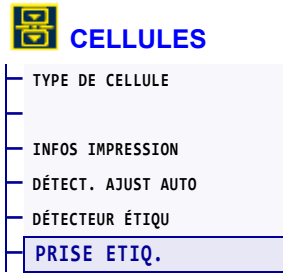 CELLULES
TYPE DE CELLULE
INFOS IMPRESSION
DÉTECT. AJUST AUTO
DÉTECTEUR ÉTIQU
PRISE ETIQ.